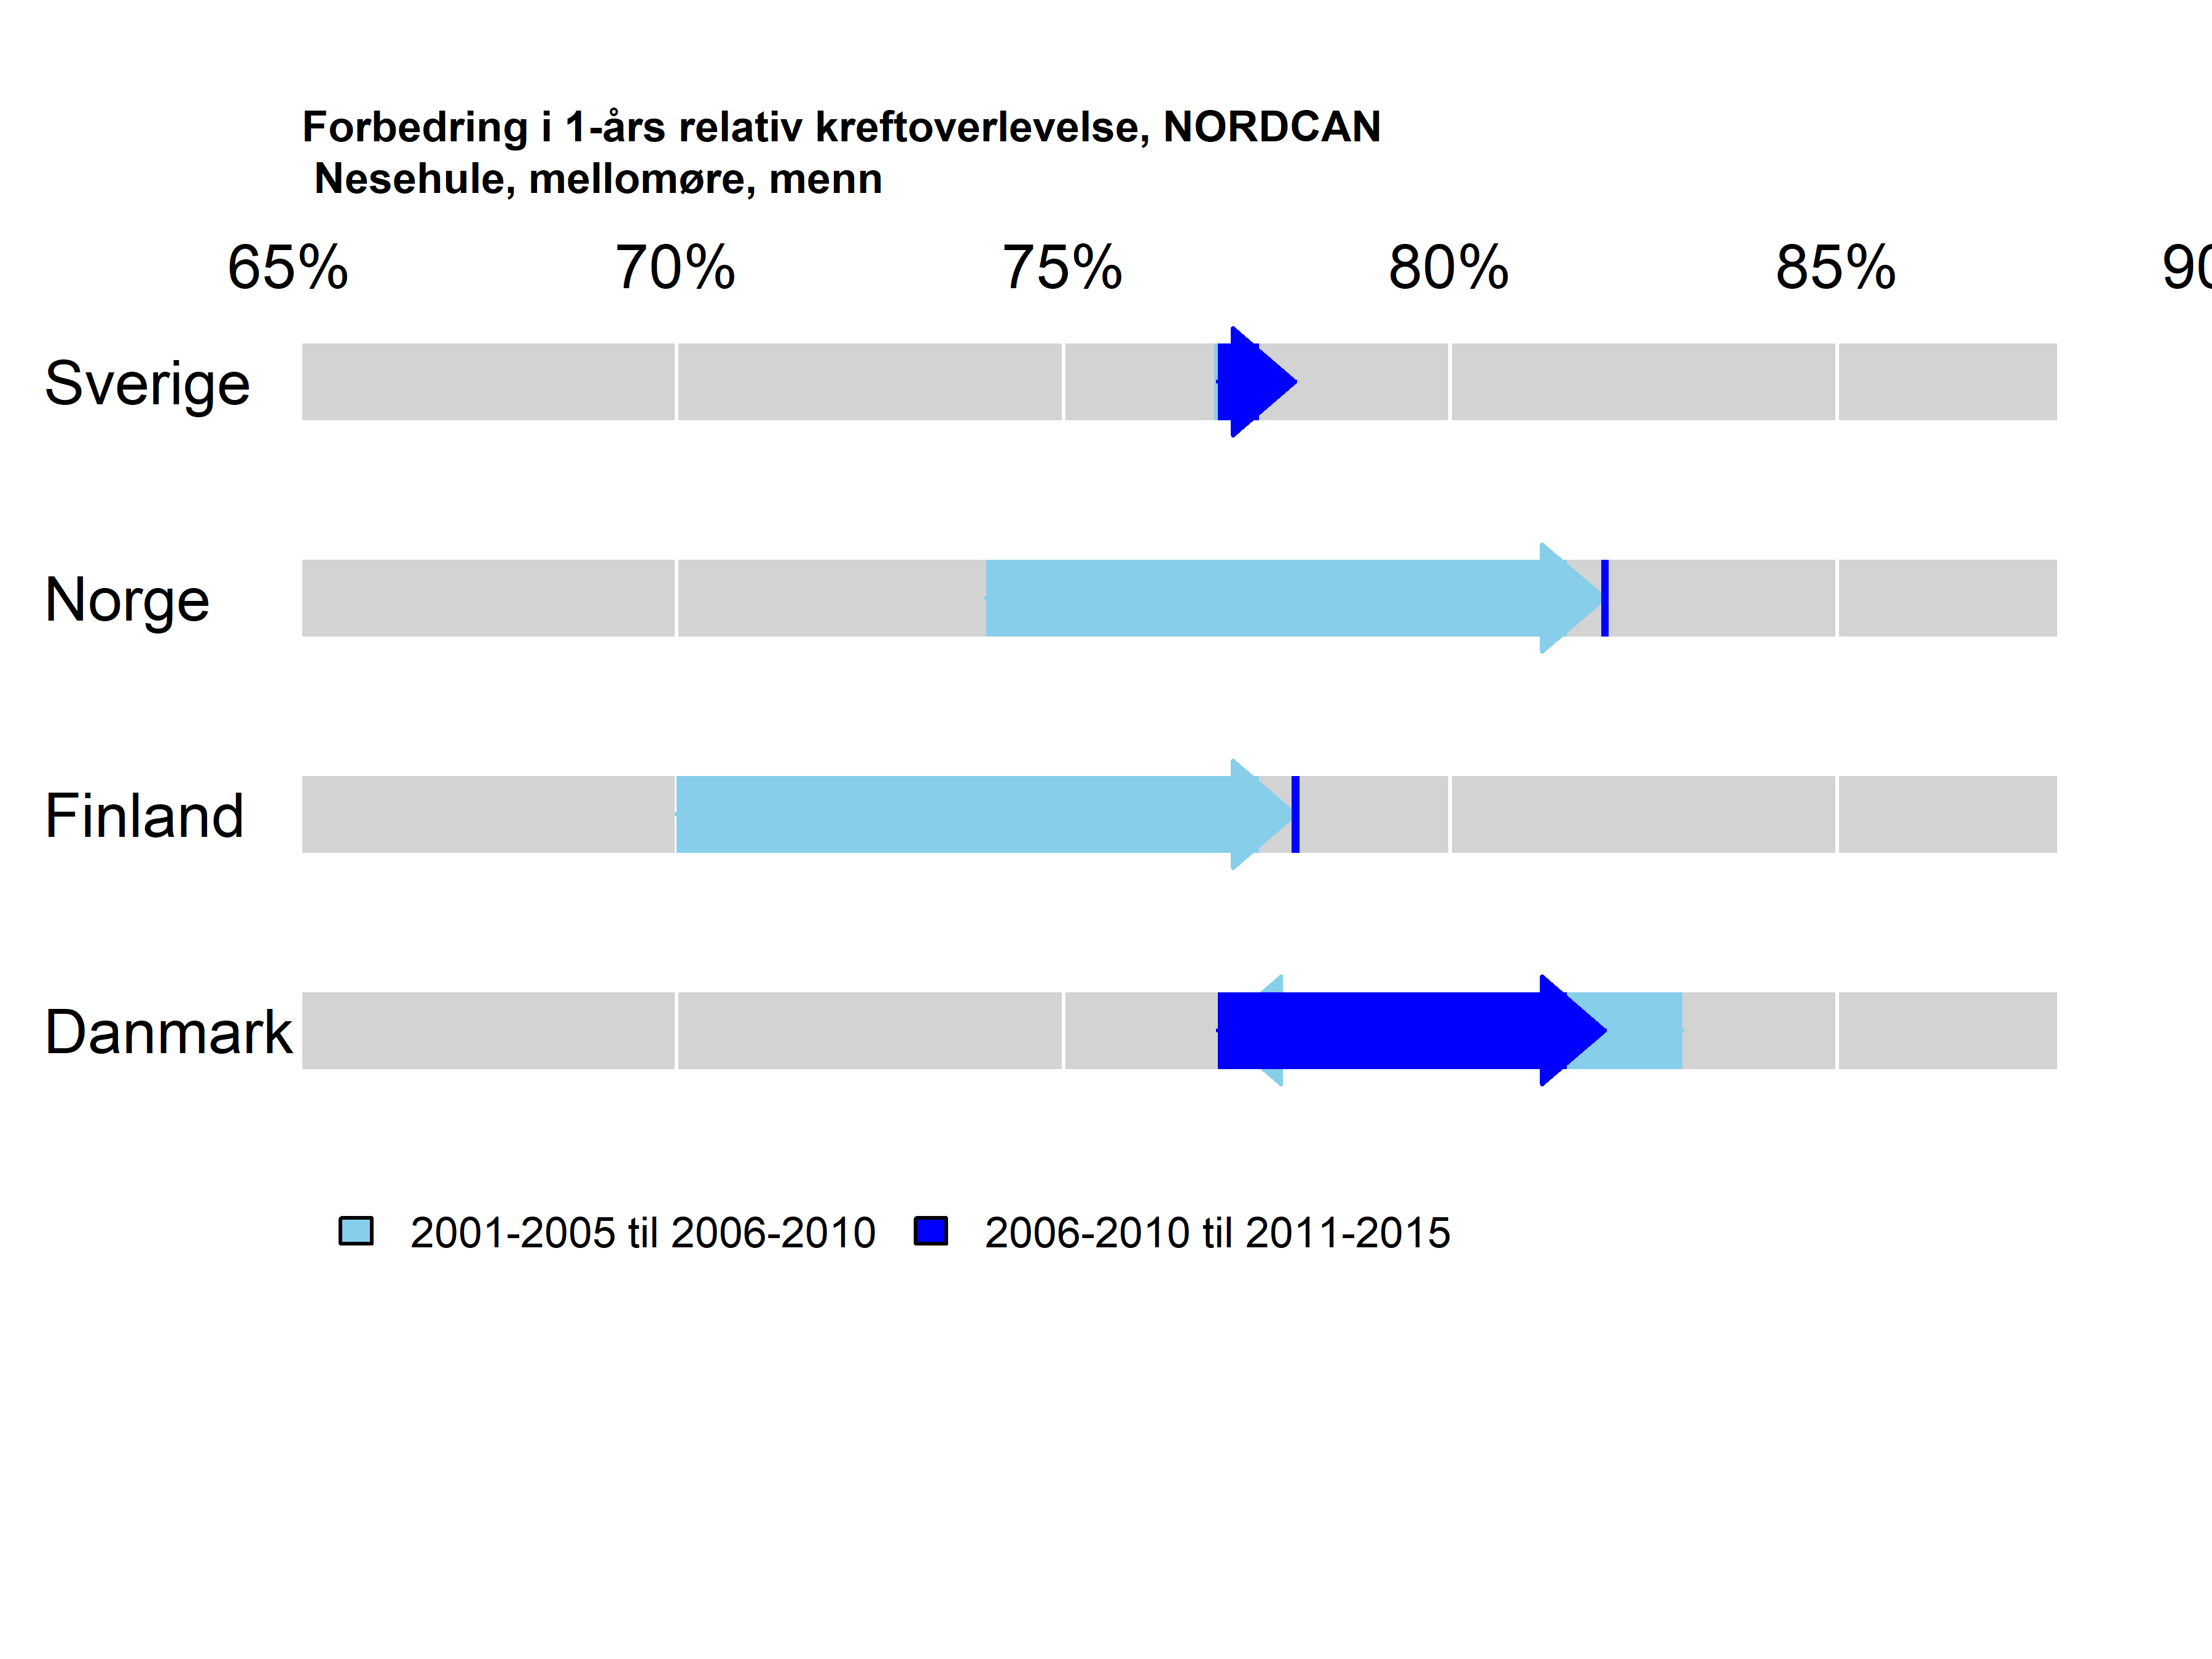 Forbedring i 1-års relativ kreftoverlevelse, NORDCAN
Nesehule, mellomøre, menn
65% 70% 75% 80% 85% 90
Sverige
Norge
Finland
Danmark
2001-2005 til 2006-2010 2006-2010 til 2011-2015